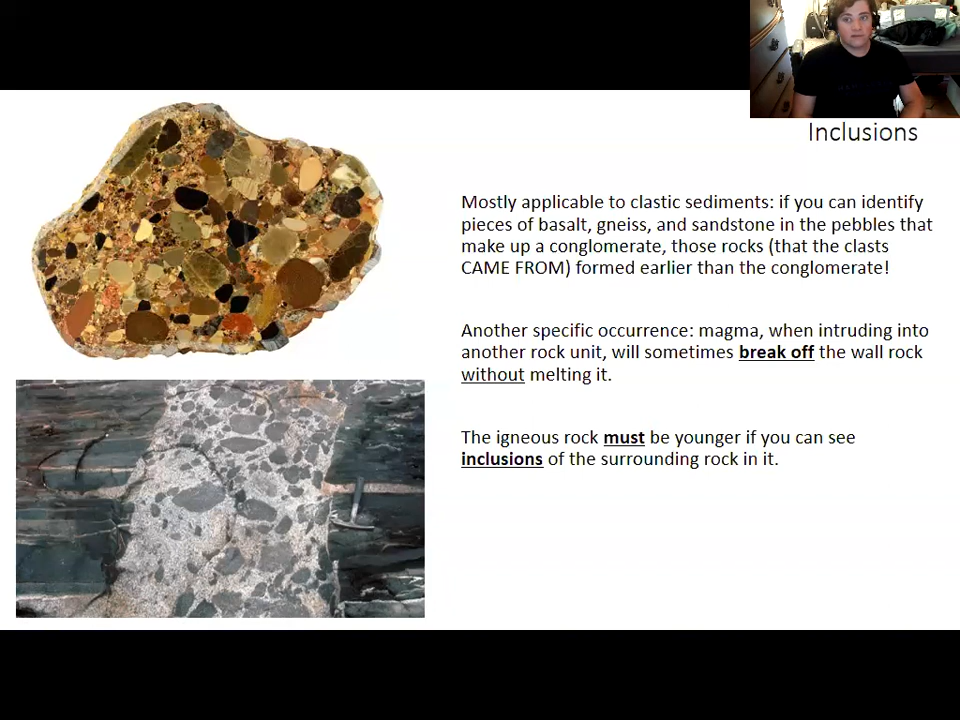 Inclusions
Mostly applicable to clastic sediments: if you can identify
pieces of basalt, gneiss, and sandstone in the pebbles that
make up a conglomerate, those rocks (that the clasts
CAME FROM) formed earlier than the conglomerate!
Another specific occurrence: magma, when intruding into
another rock unit, will sometimes break off the wall rock
without melting it.
The igneous rock must be younger if you can see
inclusions of the surrounding rock in it.